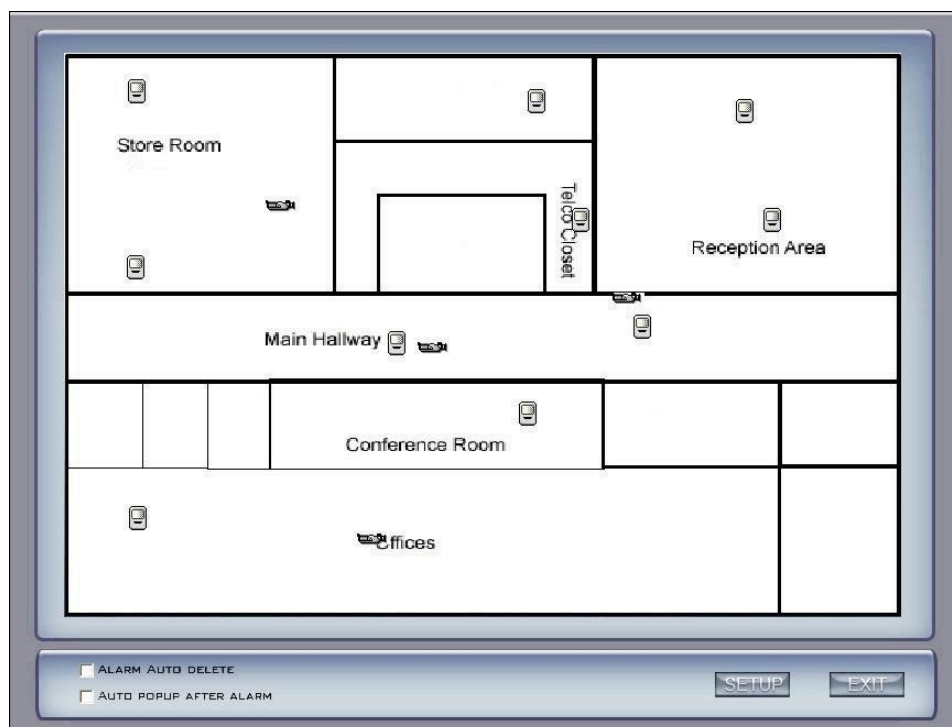 Store Room
Telco Closet
Reception Area
Main Hallway
Conference Room
ffices
ALARM AUTO DELETE
AUTO POPUP AFTER ALARM
SETUP
EXIT